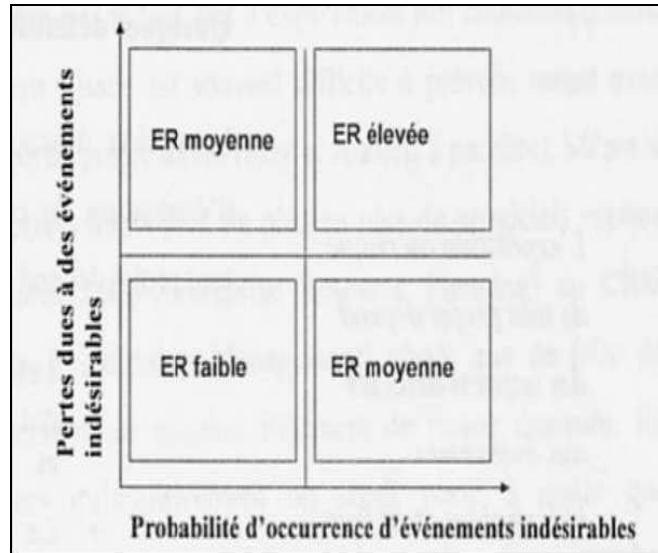 Pertes dues à des événements
indésirables
ER moyenne
ER élevée
ER faible
ER moyenne
Probabilité d'occurrence d'événements indésirables